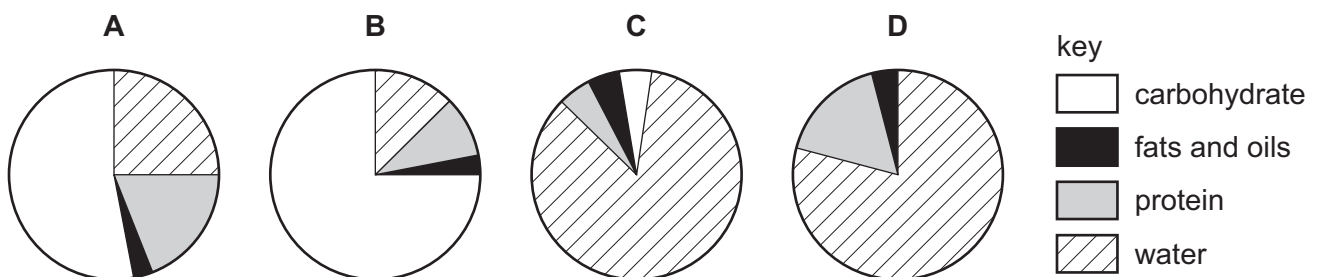 A B C D
key
carbohydrate
fats and oils
protein
water